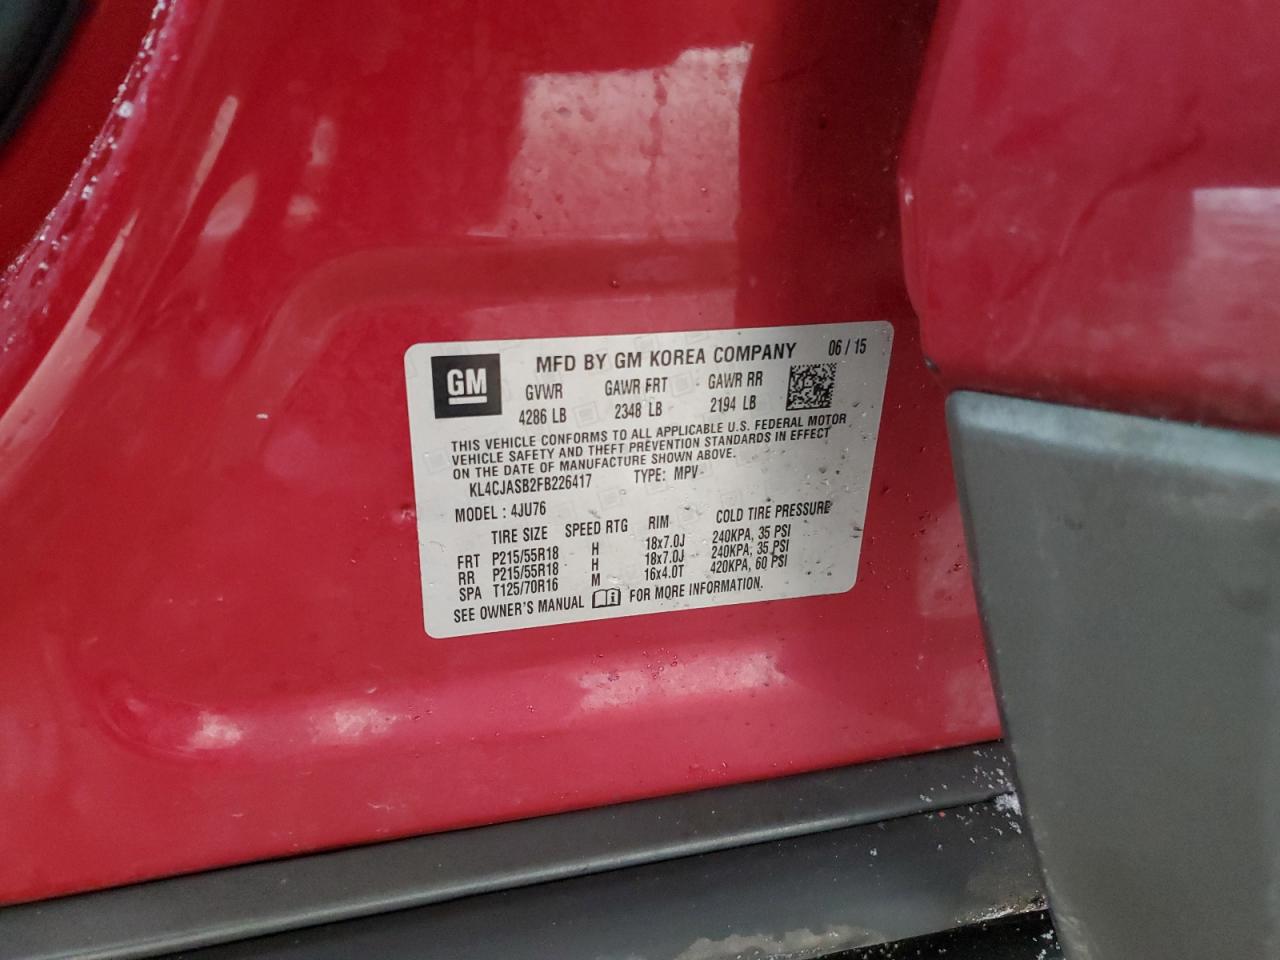 GM
MFD BY GM KOREA COMPANY 06 / 15
GVWR GAWR FRT GAWR RR
4286 LB 2348 LB 2194 LB
THIS VEHICLE CONFORMS TO ALL APPLICABLE U.S. FEDERAL MOTOR
VEHICLE SAFETY AND THEFT PREVENTION STANDARDS IN EFFECT
ON THE DATE OF MANUFACTURE SHOWN ABOVE.
KL4CJASB2FB226417 TYPE: MPV
MODEL : 4JU76
TIRE SIZE SPEED RTG RIM COLD TIRE PRESSURE
FRT P215/55R18 H 18x7.0J 240KPA, 35 PSI
RR P215/55R18 H 18x7.0J 240KPA, 35 PSI
SPA T125/70R16 M 16x4.0T 420KPA, 60 PSI
SEE OWNER'S MANUAL i FOR MORE INFORMATION.